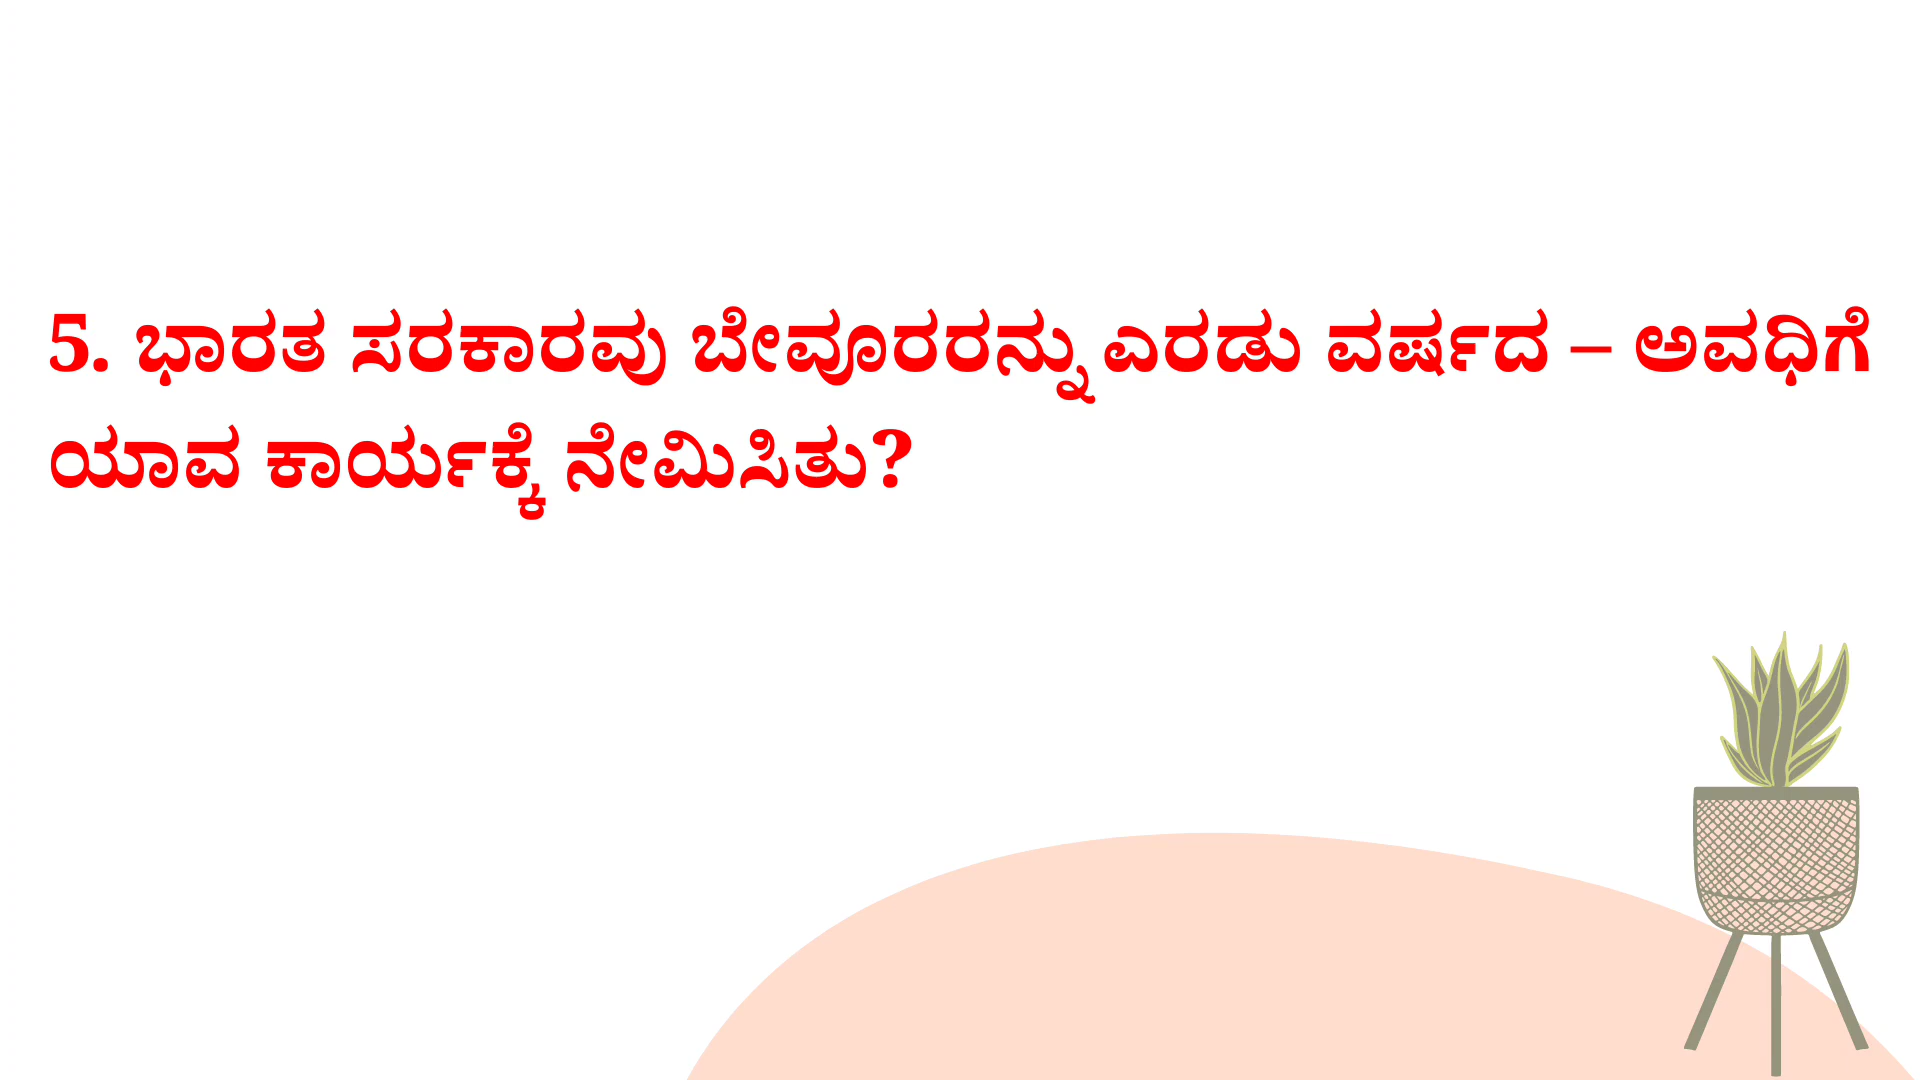 5. ಭಾರತ ಸರಕಾರವು ಬೇವೂರರನ್ನು ಎರಡು ವರ್ಷದ – ಅವಧಿಗೆ
ಯಾವ ಕಾರ್ಯಕ್ಕೆ ನೇಮಿಸಿತು?